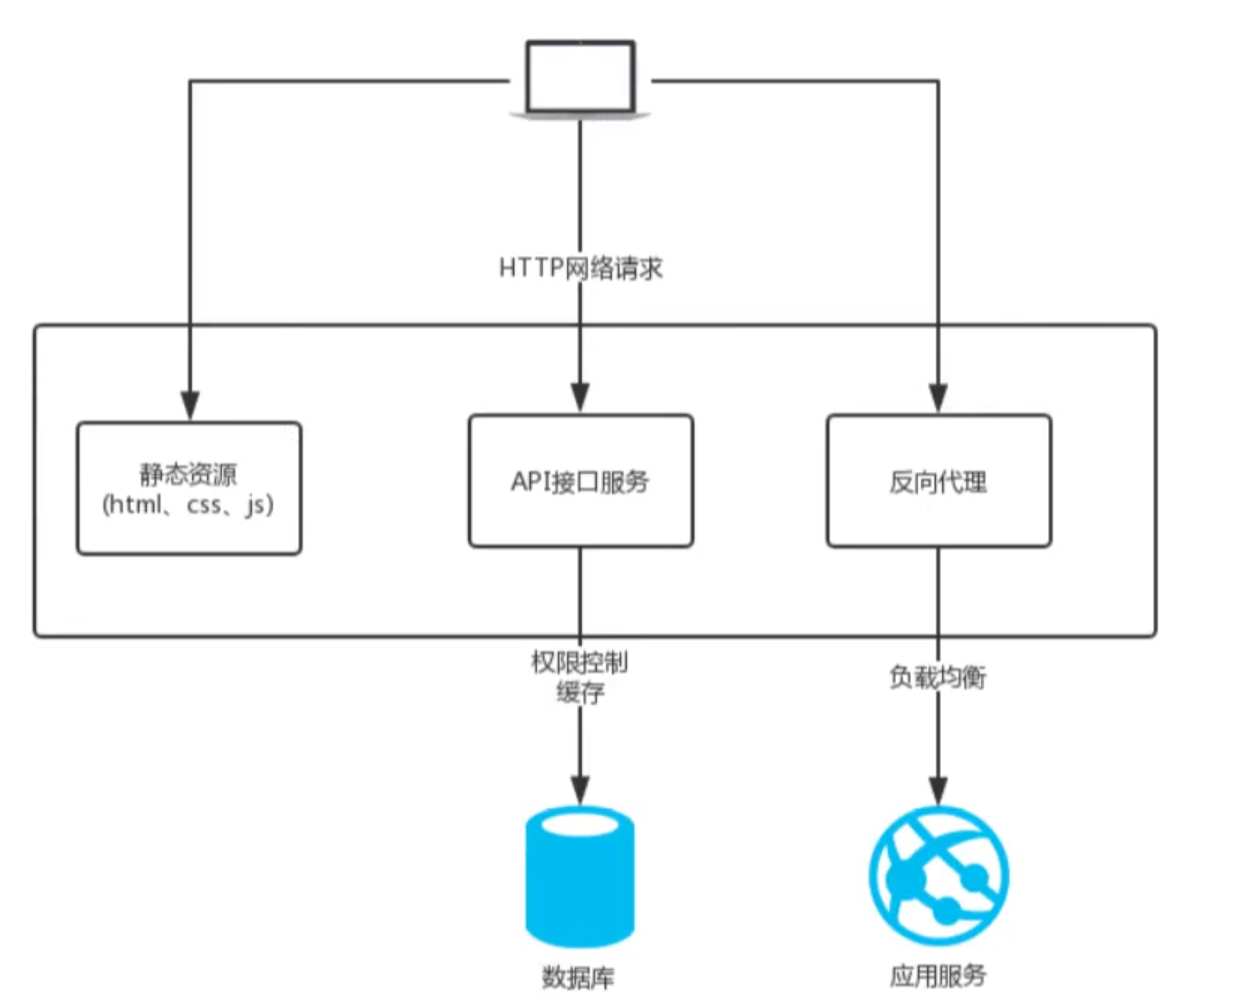 HTTP网络请求
静态资源
(html、css、js)
API接口服务
反向代理
权限控制
缓存
负载均衡
数据库
应用服务